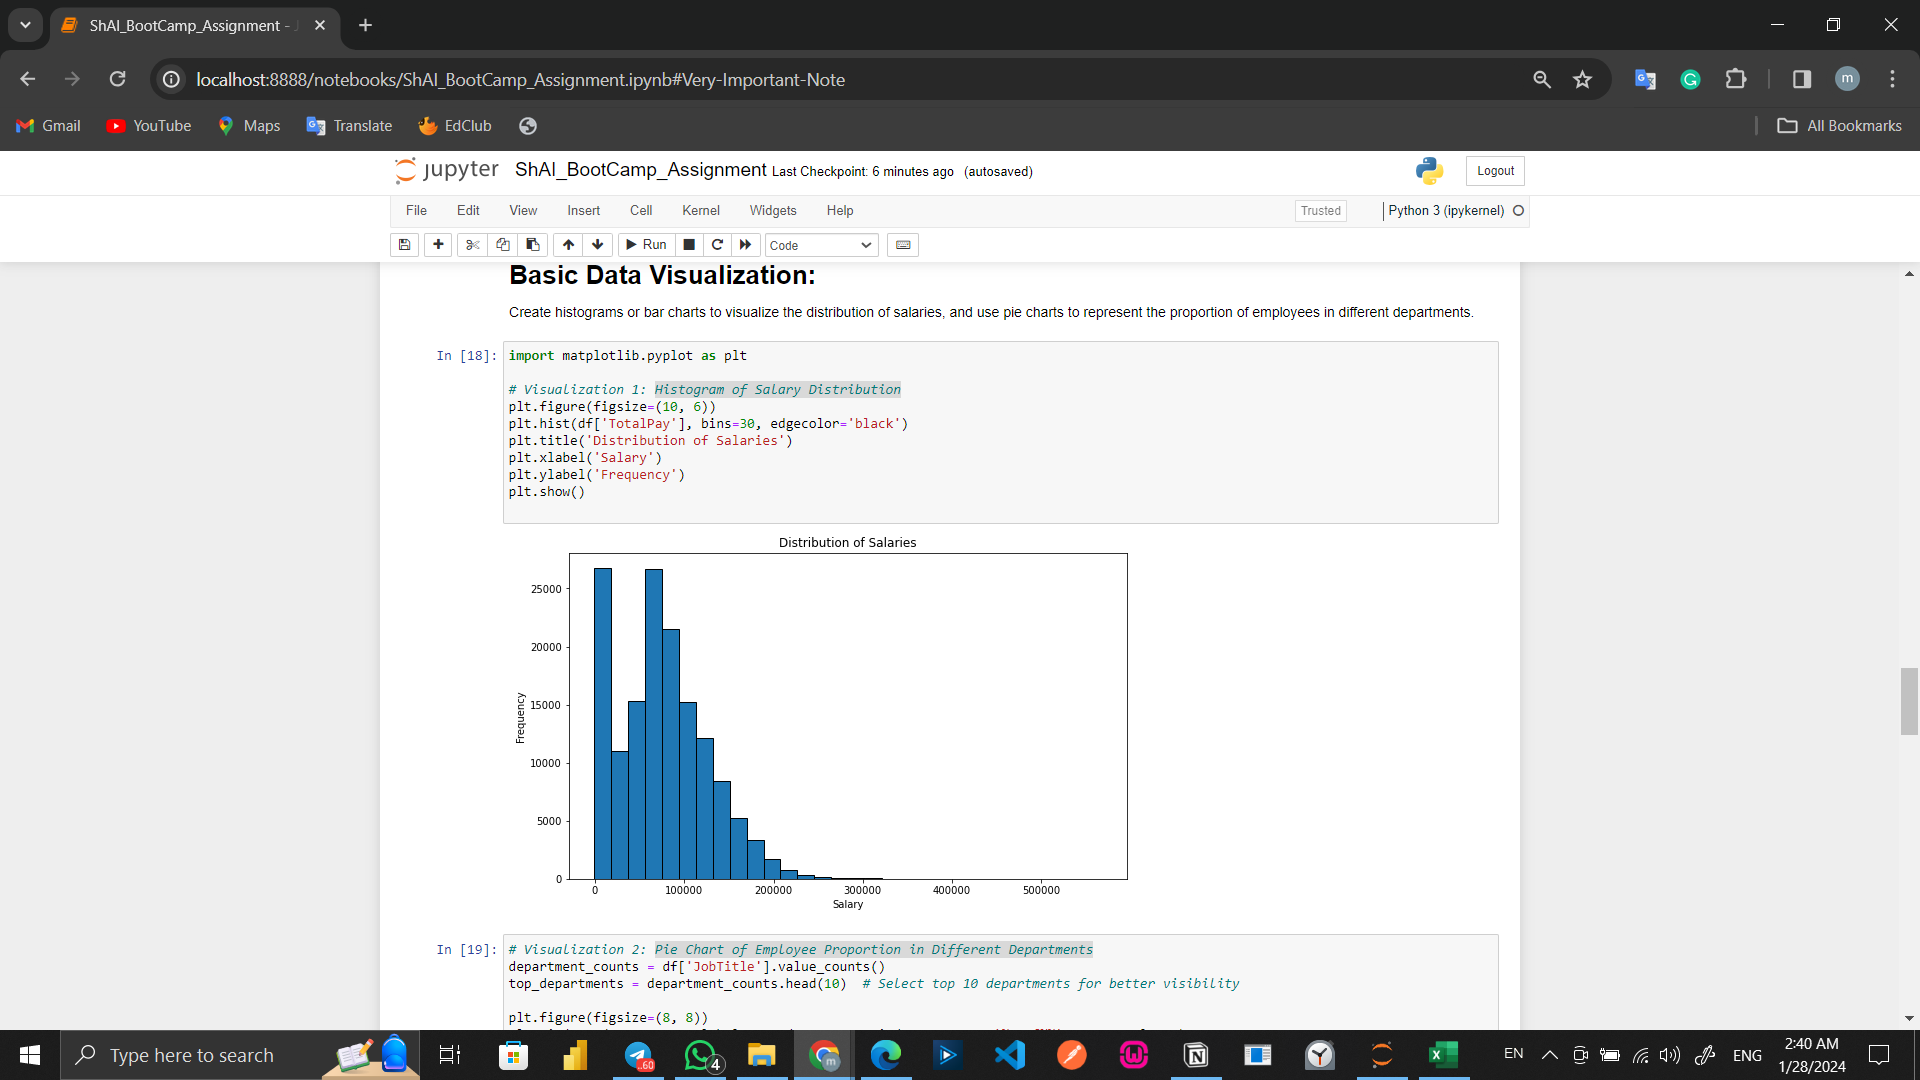 ShAI_BootCamp_Assignment - J
localhost:8888/notebooks/ShAI_BootCamp_Assignment.ipynb#Very-Important-Note
m
Gmail
YouTube
Maps
Translate
EdClub
All Bookmarks
jupyter
ShAI_BootCamp_Assignment Last Checkpoint: 6 minutes ago (autosaved)
Logout
File Edit View Insert Cell Kernel Widgets Help
Trusted
Python 3 (ipykernel)
Run
Code
Basic Data Visualization:
Create histograms or bar charts to visualize the distribution of salaries, and use pie charts to represent the proportion of employees in different departments.
In [18]:
import matplotlib.pyplot as plt
# Visualization 1: Histogram of Salary Distribution
plt.figure(figsize=(10, 6))
plt.hist(df['TotalPay'], bins=30, edgecolor='black')
plt.title('Distribution of Salaries')
plt.xlabel('Salary')
plt.ylabel('Frequency')
plt.show()
Distribution of Salaries
Frequency
25000
20000
15000
10000
5000
0
0 100000 200000 300000 400000 500000
Salary
In [19]:
# Visualization 2: Pie Chart of Employee Proportion in Different Departments
department_counts = df['JobTitle'].value_counts()
top_departments = department_counts.head(10)  # Select top 10 departments for better visibility
plt.figure(figsize=(8, 8))
Type here to search
60
4
m
EN
ENG
2:40 AM
1/28/2024